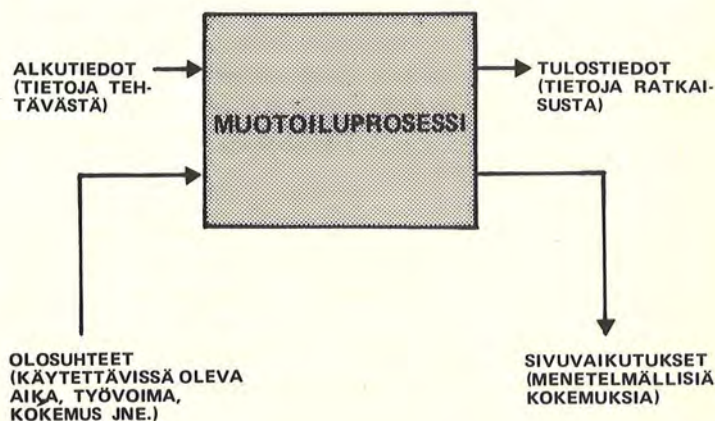 ALKUTIEDOT
(TIETOJA TEH-
TÄVÄSTÄ)
MUOTOILUPROSESSI
TULOSTIEDOT
(TIETOJA RATKAI-
SUSTA)
OLOSUHTEET
(KÄYTETTÄVISSÄ OLEVA
AIKA, TYÖVOIMA,
KOKEMUS JNE.)
SIVUVAIKUTUKSET
(MENETELMÄLLISIÄ
KOKEMUKSIA)